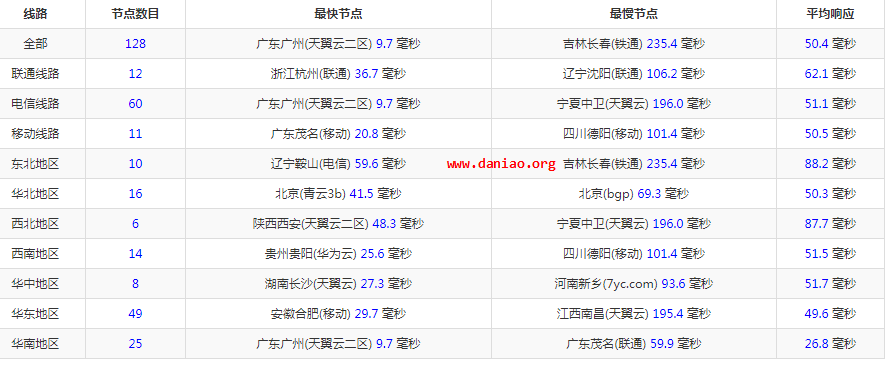 线路 节点数目 最快节点 最慢节点 平均响应
全部 128 广东广州(天翼云二区) 9.7 毫秒 吉林长春(铁通) 235.4 毫秒 50.4 毫秒
联通线路 12 浙江杭州(联通) 36.7 毫秒 辽宁沈阳(联通) 106.2 毫秒 62.1 毫秒
电信线路 60 广东广州(天翼云二区) 9.7 毫秒 宁夏中卫(天翼云) 196.0 毫秒 51.1 毫秒
移动线路 11 广东茂名(移动) 20.8 毫秒 四川德阳(移动) 101.4 毫秒 50.5 毫秒
东北地区 10 辽宁鞍山(电信) 59.6 毫秒 www.daniao.org 吉林长春(铁通) 235.4 毫秒 88.2 毫秒
华北地区 16 北京(青云3b) 41.5 毫秒 北京(bgp) 69.3 毫秒 50.3 毫秒
西北地区 6 陕西西安(天翼云二区) 48.3 毫秒 宁夏中卫(天翼云) 196.0 毫秒 87.7 毫秒
西南地区 14 贵州贵阳(华为云) 25.6 毫秒 四川德阳(移动) 101.4 毫秒 51.5 毫秒
华中地区 8 湖南长沙(天翼云) 27.3 毫秒 河南新乡(7yc.com) 93.6 毫秒 51.7 毫秒
华东地区 49 安徽合肥(移动) 29.7 毫秒 江西南昌(天翼云) 195.4 毫秒 49.6 毫秒
华南地区 25 广东广州(天翼云二区) 9.7 毫秒 广东茂名(联通) 59.9 毫秒 26.8 毫秒